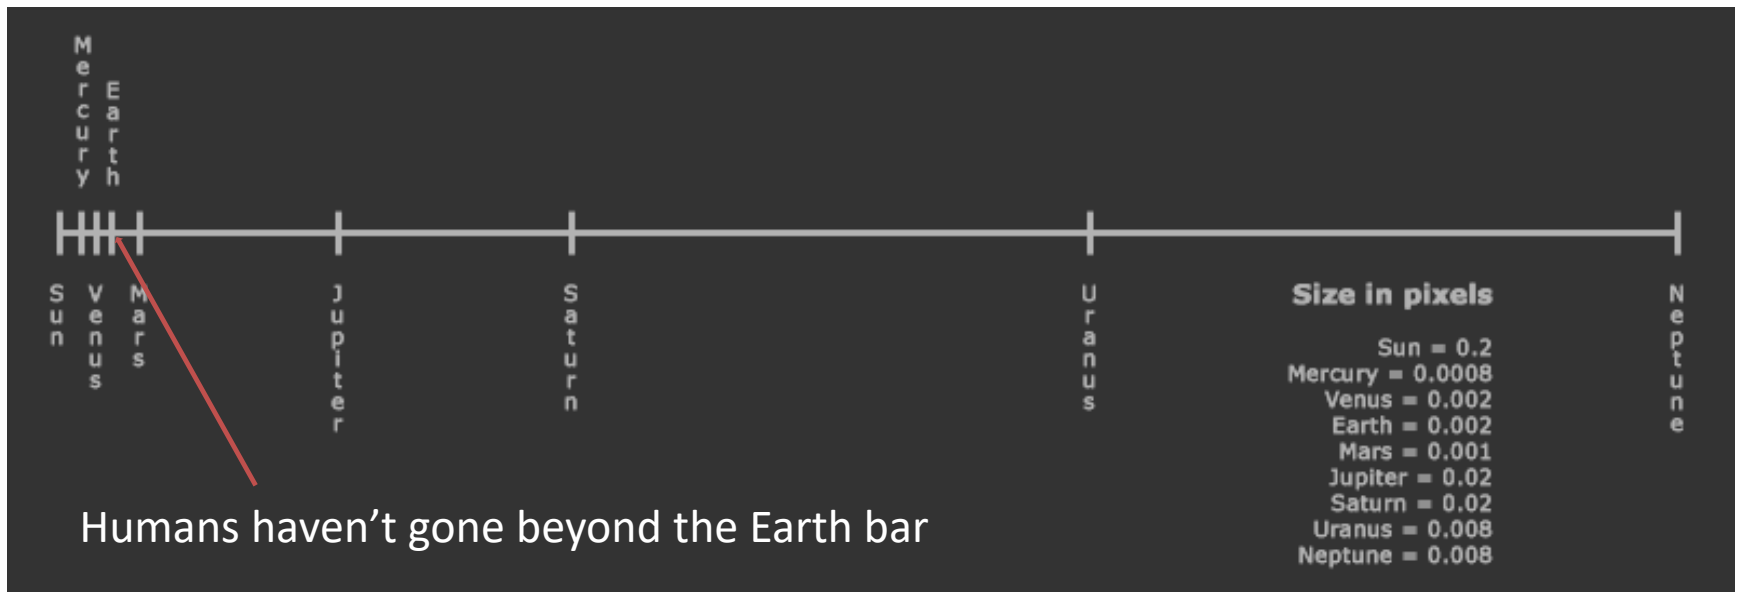 Mercury
Earth
Sun
Venus
Mars
Jupiter
Saturn
Uranus
Neptune
Size in pixels
Sun = 0.2
Mercury = 0.0008
Venus = 0.002
Earth = 0.002
Mars = 0.001
Jupiter = 0.02
Saturn = 0.02
Uranus = 0.008
Neptune = 0.008
Humans haven’t gone beyond the Earth bar